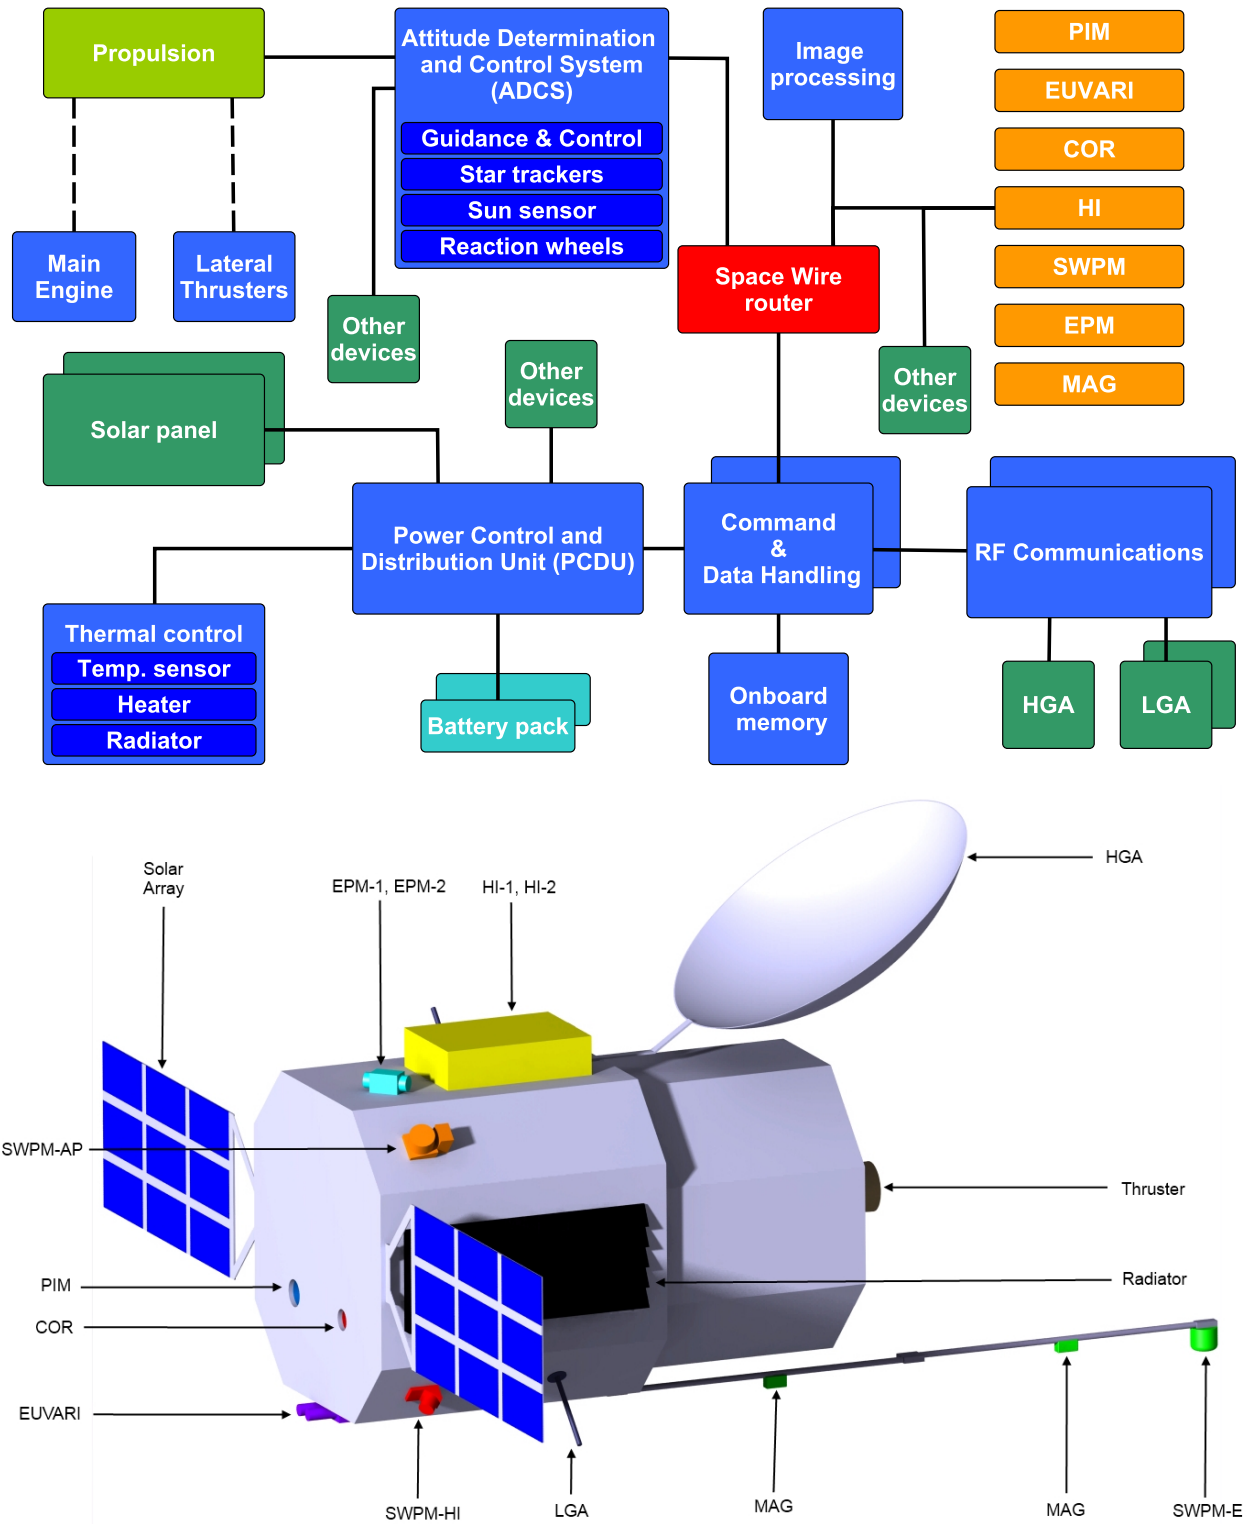 Propulsion
Attitude Determination
and Control System
(ADCS)
Guidance & Control
Star trackers
Sun sensor
Reaction wheels
Image
processing
PIM
EUVARI
COR
HI
SWPM
EPM
MAG
Main
Engine
Lateral
Thrusters
Space Wire
router
Other
devices
Other
devices
Other
devices
Solar panel
Power Control and
Distribution Unit (PCDU)
Command
&
Data Handling
RF Communications
Thermal control
Temp. sensor
Heater
Radiator
Battery pack
Onboard
memory
HGA
LGA
Solar
Array
EPM-1, EPM-2
HI-1, HI-2
HGA
SWPM-AP
Thruster
PIM
Radiator
COR
EUVARI
SWPM-HI
LGA
MAG
MAG
SWPM-E